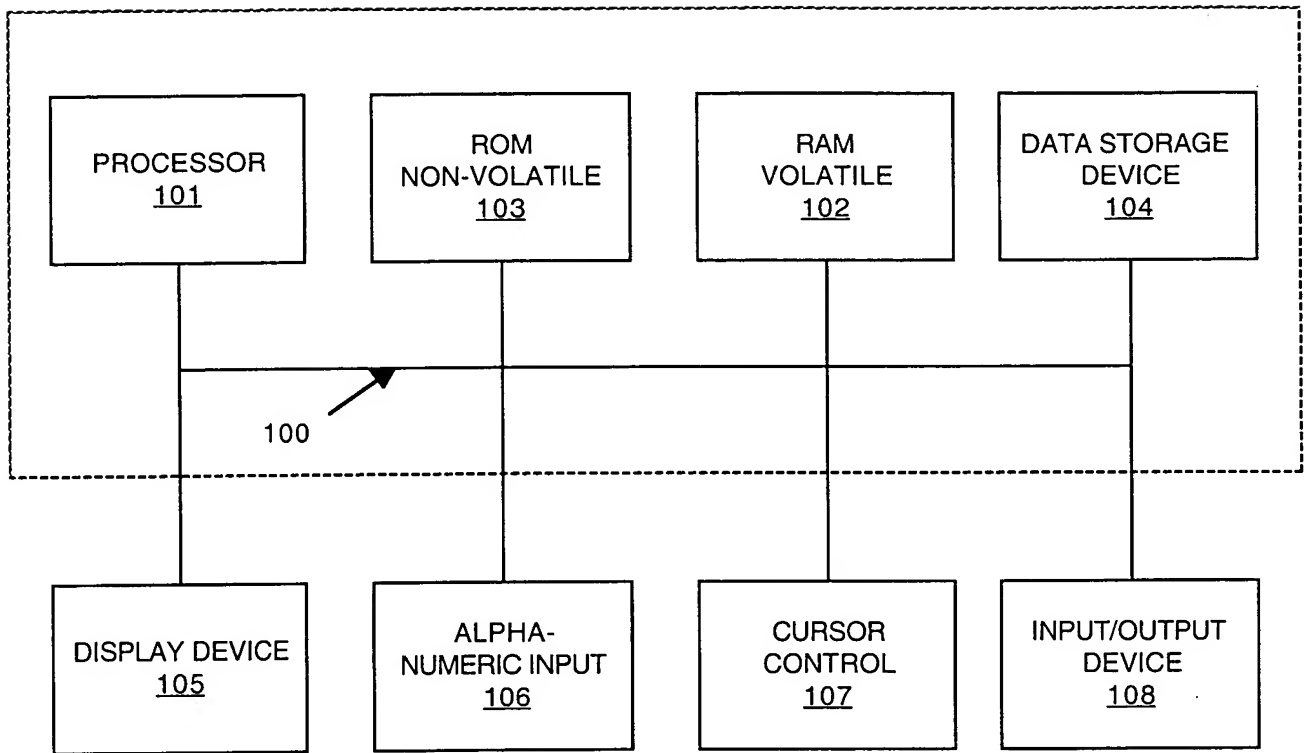 PROCESSOR
101
ROM
NON-VOLATILE
103
RAM
VOLATILE
102
DATA STORAGE
DEVICE
104
100
DISPLAY DEVICE
105
ALPHA-
NUMERIC INPUT
106
CURSOR
CONTROL
107
INPUT/OUTPUT
DEVICE
108